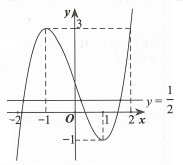 y
3
y = 1/2
-2 -1 O 1 2 x
-1